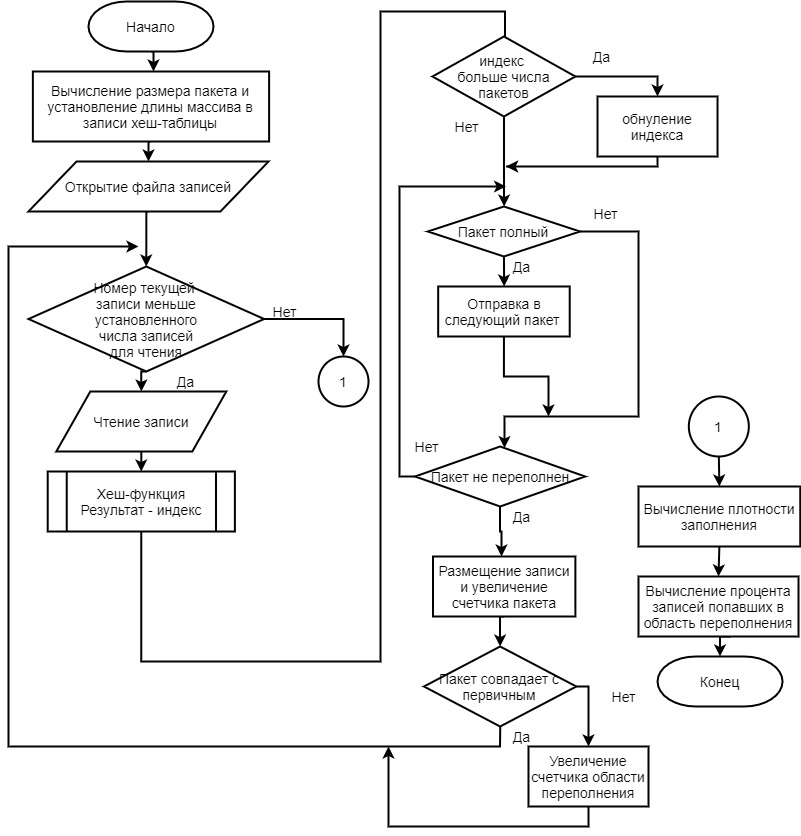 Начало
Вычисление размера пакета и
установление длины массива в
записи хеш-таблицы
Открытие файла записей
Номер текущей
записи меньше
установленного
числа записей
для чтения
Нет
1
Да
Чтение записи
Хеш-функция
Результат - индекс
индекс
больше числа
пакетов
Да
Нет
обнуление
индекса
Пакет полный
Нет
Да
Отправка в
следующий пакет
Нет
Пакет не переполнен
Да
Размещение записи
и увеличение
счетчика пакета
Пакет совпадает с
первичным
Нет
Да
Увеличение
счетчика области
переполнения
1
Вычисление плотности
заполнения
Вычисление процента
записей попавших в
область переполнения
Конец